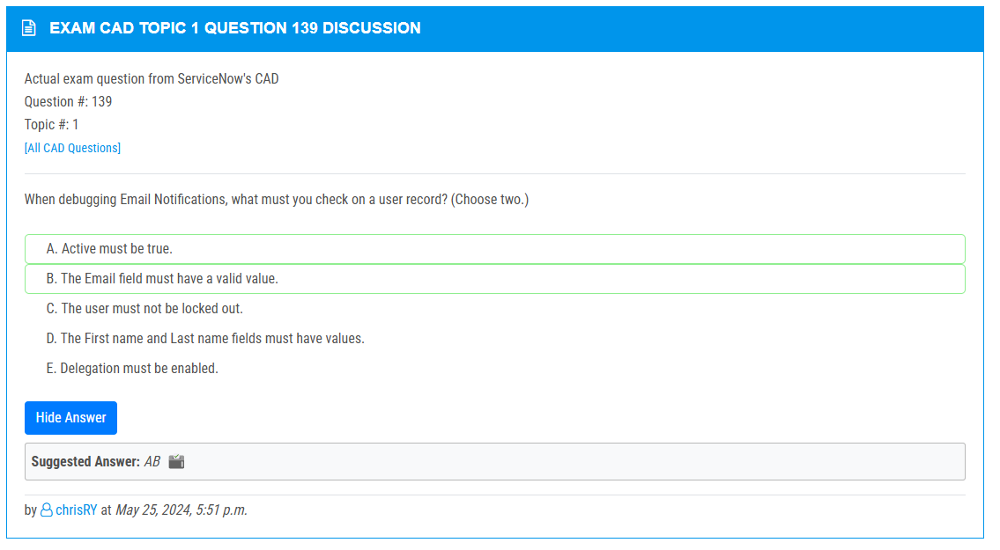 EXAM CAD TOPIC 1 QUESTION 139 DISCUSSION
Actual exam question from ServiceNow's CAD
Question #: 139
Topic #: 1
[All CAD Questions]
When debugging Email Notifications, what must you check on a user record? (Choose two.)
A. Active must be true.
B. The Email field must have a valid value.
C. The user must not be locked out.
D. The First name and Last name fields must have values.
E. Delegation must be enabled.
Hide Answer
Suggested Answer: AB
by chrisRY at May 25, 2024, 5:51 p.m.